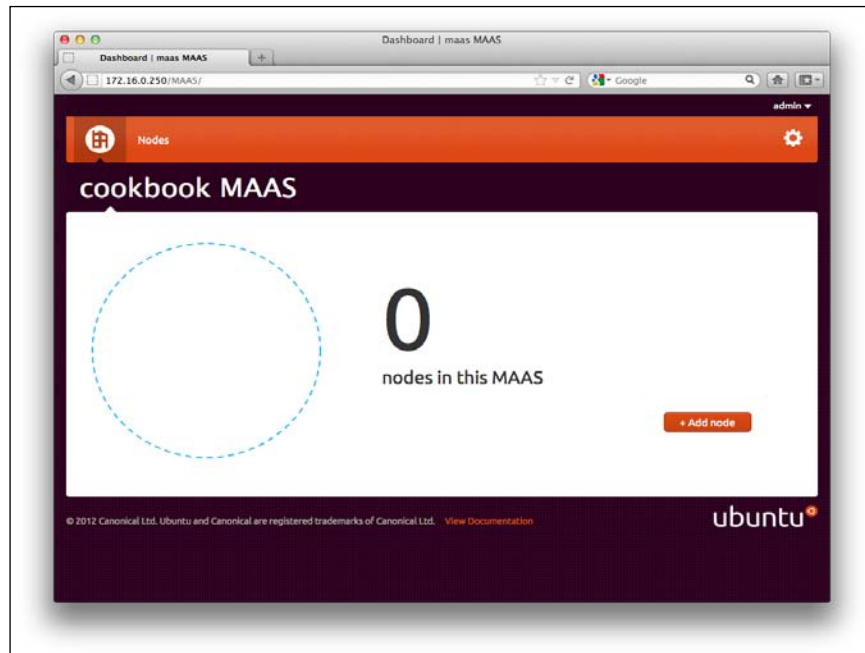 Dashboard | maas MAAS
Dashboard | maas MAAS
172.16.0.250/MAAS/
Google
admin
Nodes
cookbook MAAS
0
nodes in this MAAS
+ Add node
© 2012 Canonical Ltd. Ubuntu and Canonical are registered trademarks of Canonical Ltd. View Documentation
ubuntu